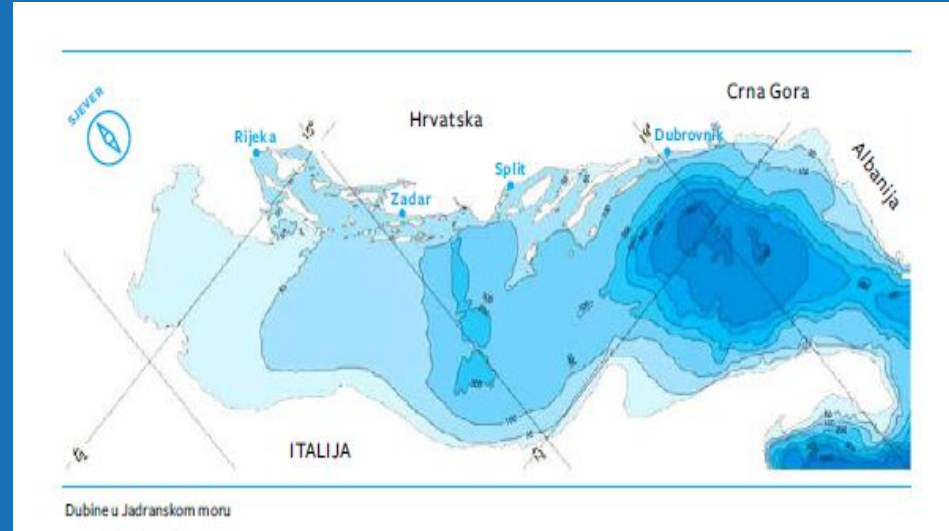 SJEVER
Crna Gora
Hrvatska
Rijeka
Dubrovnik
Albanija
Split
Zadar
ITALIJA
Dubine u Jadranskom moru